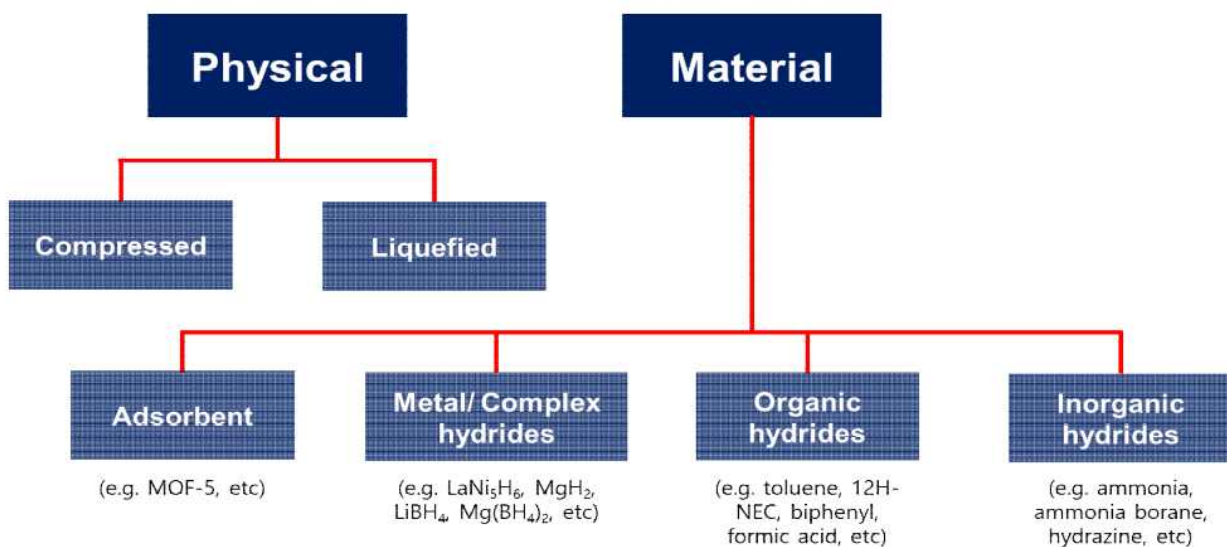 Physical
Material
Compressed
Liquefied
Adsorbent
(e.g. MOF-5, etc)
Metal/ Complex
hydrides
(e.g. LaNi₅H₆, MgH₂,
LiBH₄, Mg(BH₄)₂, etc)
Organic
hydrides
(e.g. toluene, 12H-
NEC, biphenyl,
formic acid, etc)
Inorganic
hydrides
(e.g. ammonia,
ammonia borane,
hydrazine, etc)